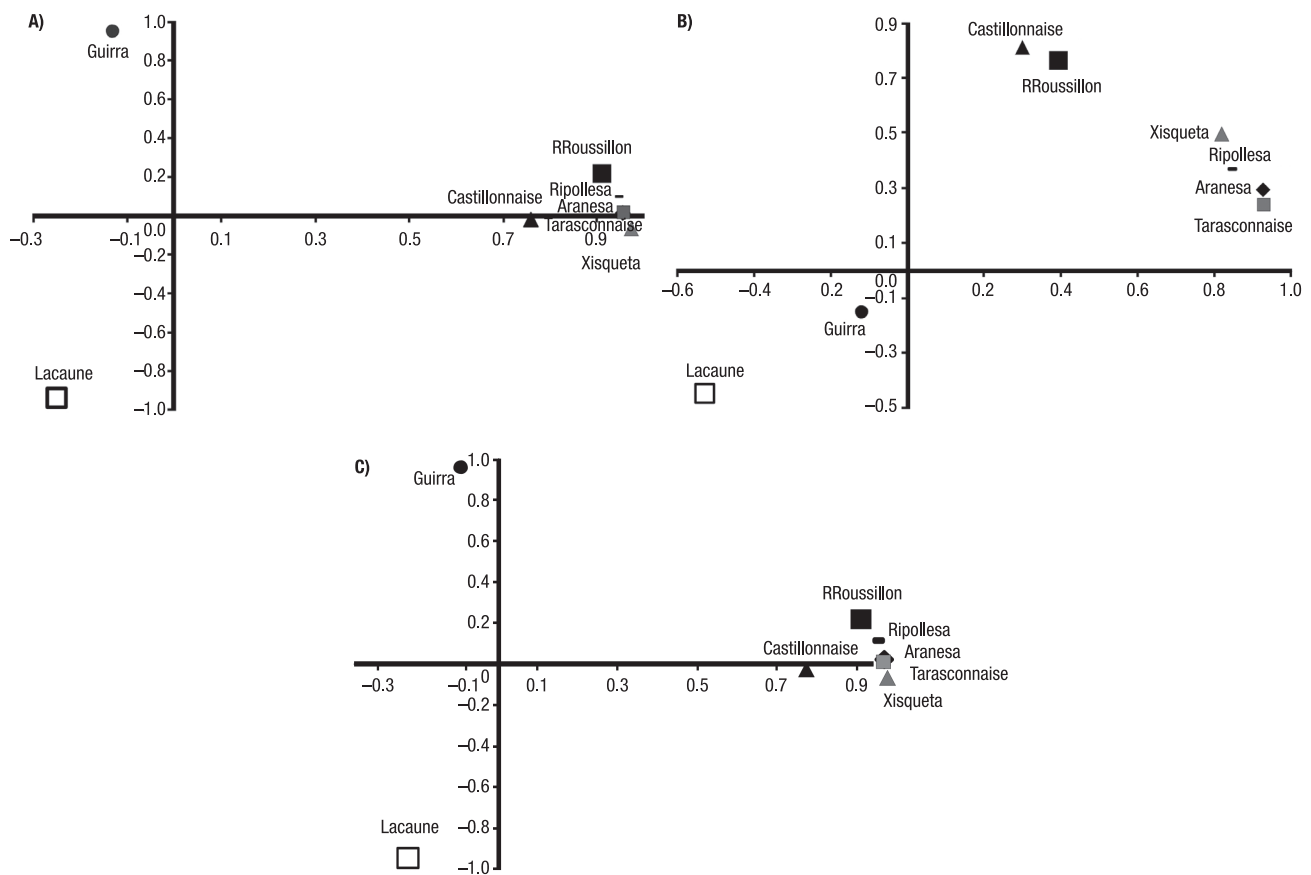 A)
1.0
Guirra
0.8
0.6
0.4
RRoussillon
0.2
Castillonnaise
Ripollesa
Aranesa
Tarasconnaise
Xisqueta
0.0
−0.3
−0.1
0.1
0.3
0.5
0.7
0.9
−0.2
−0.4
−0.6
−0.8
−1.0
Lacaune
B)
0.9
Castillonnaise
RRoussillon
0.7
0.5
Xisqueta
Ripollesa
0.3
Aranesa
Tarasconnaise
0.1
0.0
−0.6
−0.4
0.2
0.2
0.4
0.6
0.8
1.0
−0.1
Guirra
−0.3
Lacaune
−0.5
C)
1.0
Guirra
0.8
0.6
0.4
RRoussillon
0.2
Ripollesa
Castillonnaise
Aranesa
Tarasconnaise
Xisqueta
0
−0.3
−0.1
0.1
0.3
0.5
0.7
0.9
−0.2
−0.4
−0.6
−0.8
Lacaune
−1.0